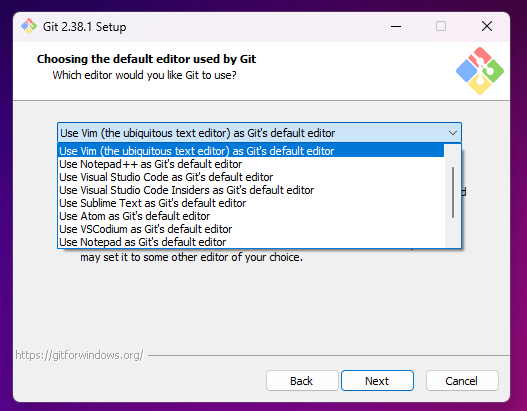 Git 2.38.1 Setup
Choosing the default editor used by Git
Which editor would you like Git to use?
Use Vim (the ubiquitous text editor) as Git's default editor
Use Vim (the ubiquitous text editor) as Git's default editor
Use Notepad++ as Git's default editor
Use Visual Studio Code as Git's default editor
Use Visual Studio Code Insiders as Git's default editor
Use Sublime Text as Git's default editor
Use Atom as Git's default editor
Use VSCodium as Git's default editor
Use Notepad as Git's default editor
may set it to some other editor of your choice.
https://gitforwindows.org/
Back
Next
Cancel